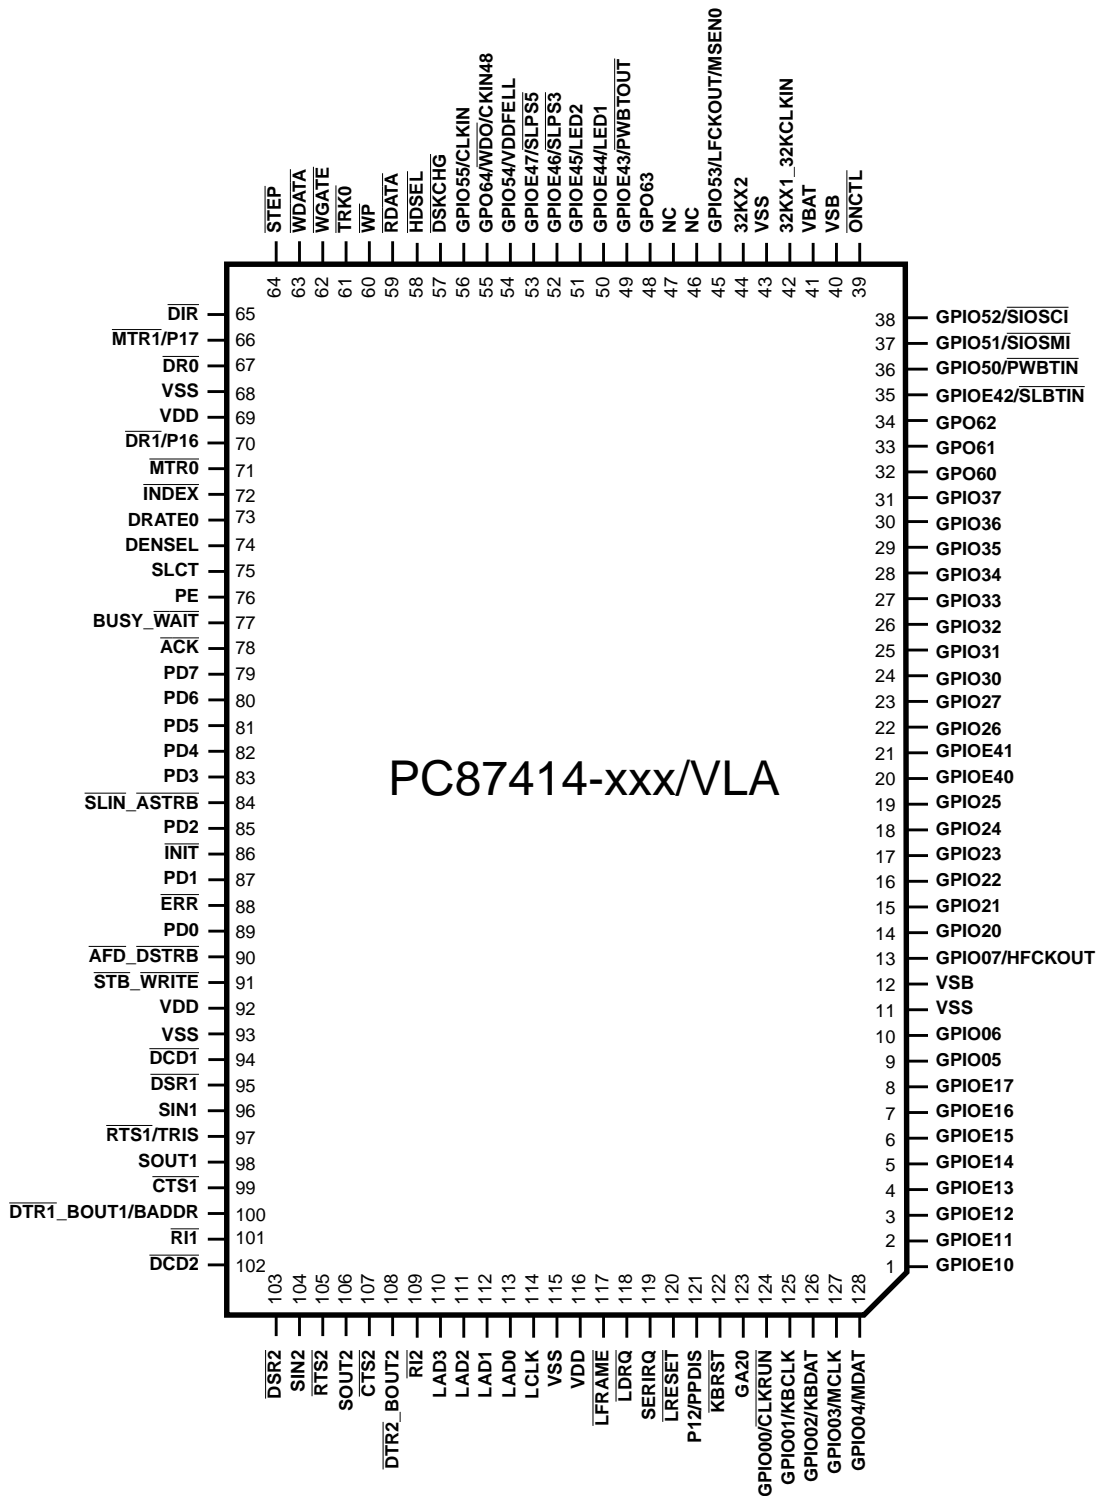 STEP
WDATA
WGATE
TRK0
WP
RDATA
HDSEL
DSKCHG
GPIO55/CLKIN
GPO64/WDO/CKIN48
GPIO54/VDDFELL
GPIOE47/SLPS5
GPIOE46/SLPS3
GPIOE45/LED2
GPIOE44/LED1
GPIOE43/PWBTOUT
GPO63
NC
NC
GPIO53/LFCKOUT/MSEN0
32KX2
VSS
32KX1_32KCLKIN
VBAT
VSB
ONCTL
64
63
62
61
60
59
58
57
56
55
54
53
52
51
50
49
48
47
46
45
44
43
42
41
40
39
DIR 65
MTR1/P17 66
DR0 67
VSS 68
VDD 69
DR1/P16 70
MTR0 71
INDEX 72
DRATE0 73
DENSEL 74
SLCT 75
PE 76
BUSY_WAIT 77
ACK 78
PD7 79
PD6 80
PD5 81
PD4 82
PD3 83
SLIN_ASTRB 84
PD2 85
INIT 86
PD1 87
ERR 88
PD0 89
AFD_DSTRB 90
STB_WRITE 91
VDD 92
VSS 93
DCD1 94
DSR1 95
SIN1 96
RTS1/TRIS 97
SOUT1 98
CTS1 99
DTR1_BOUT1/BADDR 100
RI1 101
DCD2 102
PC87414-xxx/VLA
38 GPIO52/SIOSCI
37 GPIO51/SIOSMI
36 GPIO50/PWBTIN
35 GPIOE42/SLBTIN
34 GPO62
33 GPO61
32 GPO60
31 GPIO37
30 GPIO36
29 GPIO35
28 GPIO34
27 GPIO33
26 GPIO32
25 GPIO31
24 GPIO30
23 GPIO27
22 GPIO26
21 GPIOE41
20 GPIOE40
19 GPIO25
18 GPIO24
17 GPIO23
16 GPIO22
15 GPIO21
14 GPIO20
13 GPIO07/HFCKOUT
12 VSB
11 VSS
10 GPIO06
9 GPIO05
8 GPIOE17
7 GPIOE16
6 GPIOE15
5 GPIOE14
4 GPIOE13
3 GPIOE12
2 GPIOE11
1 GPIOE10
103
104
105
106
107
108
109
110
111
112
113
114
115
116
117
118
119
120
121
122
123
124
125
126
127
128
DSR2
SIN2
RTS2
SOUT2
CTS2
DTR2_BOUT2
RI2
LAD3
LAD2
LAD1
LAD0
LCLK
VSS
VDD
LFRAME
LDRQ
SERIRQ
LRESET
P12/PPDIS
KBRST
GA20
GPIO00/CLKRUN
GPIO01/KBCLK
GPIO02/KBDAT
GPIO03/MCLK
GPIO04/MDAT